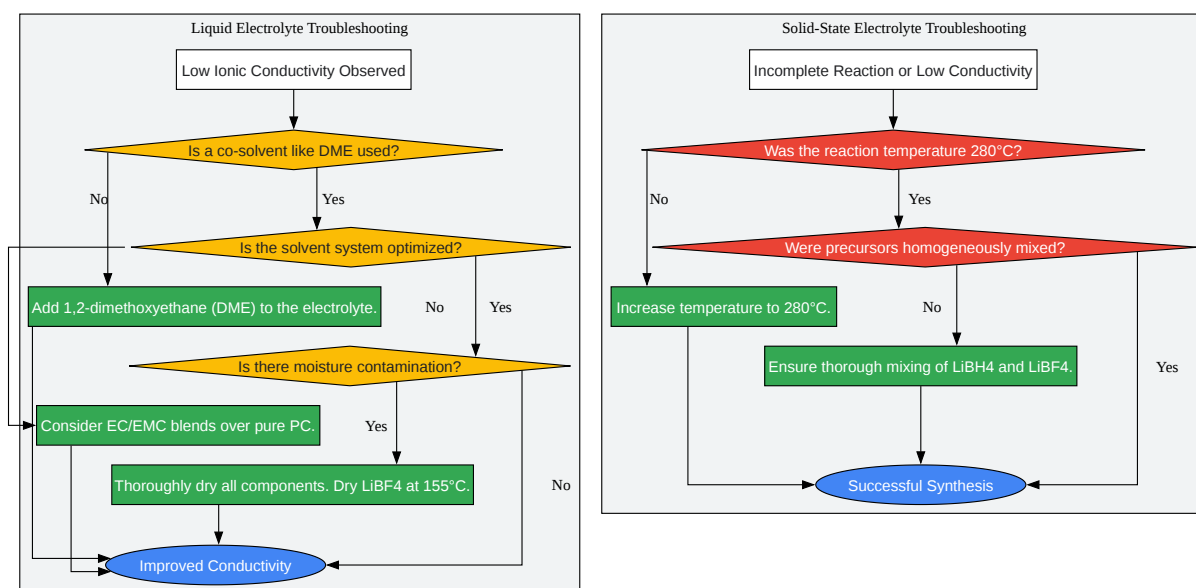 Liquid Electrolyte Troubleshooting
Low Ionic Conductivity Observed
Is a co-solvent like DME used?
No
Yes
Is the solvent system optimized?
Add 1,2-dimethoxyethane (DME) to the electrolyte.
No
Yes
Is there moisture contamination?
Consider EC/EMC blends over pure PC.
Yes
Thoroughly dry all components. Dry LiBF4 at 155°C.
No
Improved Conductivity
Solid-State Electrolyte Troubleshooting
Incomplete Reaction or Low Conductivity
Was the reaction temperature 280°C?
No
Yes
Were precursors homogeneously mixed?
Increase temperature to 280°C.
No
Ensure thorough mixing of LiBH4 and LiBF4.
Yes
Successful Synthesis